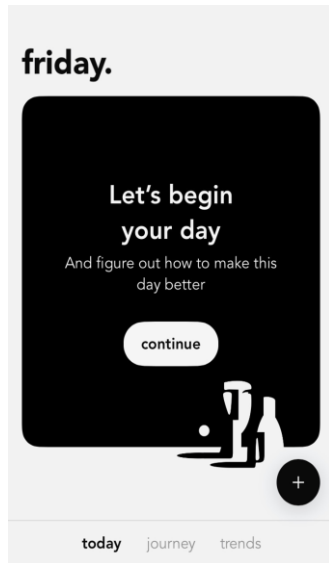 friday.
Let's begin
your day
And figure out how to make this
day better
continue
+
today journey trends